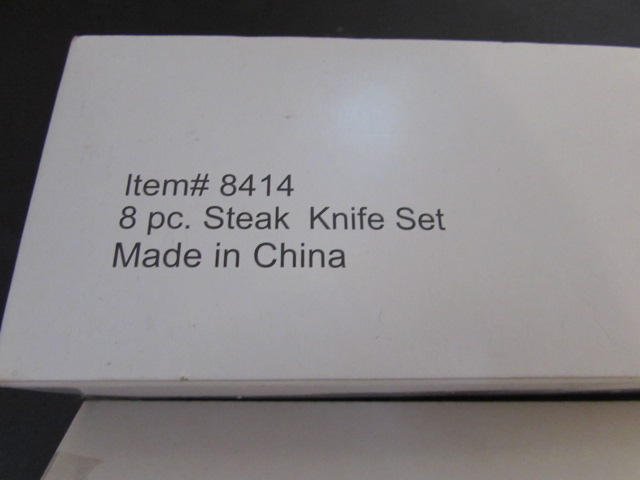 Item# 8414
8 pc. Steak Knife Set
Made in China